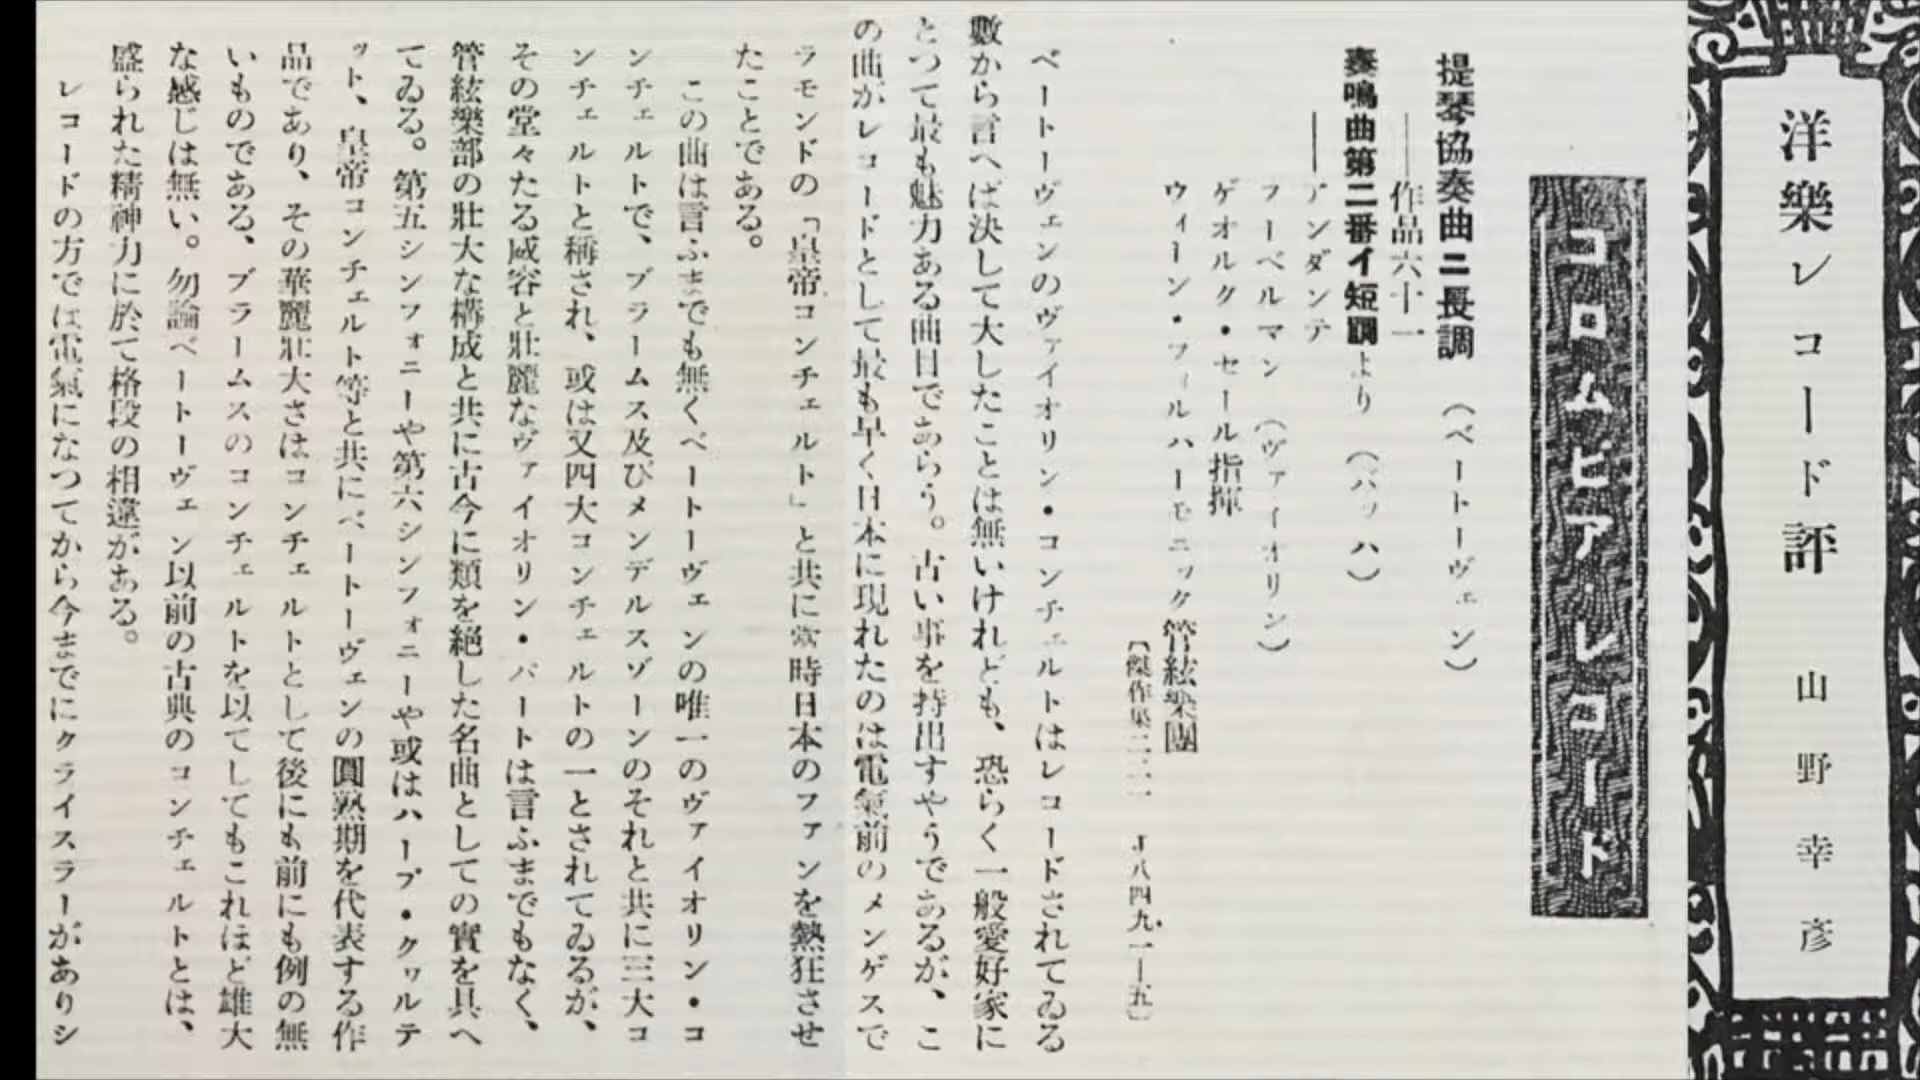 洋樂レコード評　山野幸彦
コロムビア・レコード
提琴協奏曲ニ長調（ベートーヴェン）
――作品六十一
奏鳴曲第二番イ短調より（バッハ）
――アンダンテ
フーベルマン（ヴァイオリン）
ゲオルク・セール指揮
ウィーン・フィルハーモニック管絃樂團
〔傑作集二二一　J八四九一―五〕
ベートーヴェンのヴァイオリン・コンチェルトはレコードされてゐる
數から言へば決して大したことは無いけれども、恐らく一般愛好家に
とつて最も魅力ある曲目であらう。古い事を持出すやうであるが、こ
の曲がレコードとして最も早く日本に現れたのは電氣前のメンゲスで
ラモンドの「皇帝コンチェルト」と共に當時日本のファンを熱狂させ
たことである。
この曲は言ふまでも無くベートーヴェンの唯一のヴァイオリン・コ
ンチェルトで、ブラームス及びメンデルスゾーンのそれと共に三大コ
ンチェルトと稱され、或は又四大コンチェルトの一とされてゐるが、
その堂々たる威容と壯麗なヴァイオリン・パートは言ふまでもなく、
管絃樂部の壯大な構成と共に古今に類を絕した名曲としての實を具へ
てゐる。第五シンフォニーや第六シンフォニーや或はハープ・クヮルテ
ット、皇帝コンチェルト等と共にベートーヴェンの圓熟期を代表する作
品であり、その華麗壯大さはコンチェルトとして後にも前にも例の無
いものである、ブラームスのコンチェルトを以てしてもこれほど雄大
な感じは無い。勿論ベートーヴェン以前の古典のコンチェルトとは、
盛られた精神力に於て格段の相違がある。
レコードの方では電氣になつてから今までにクライスラーがありシ